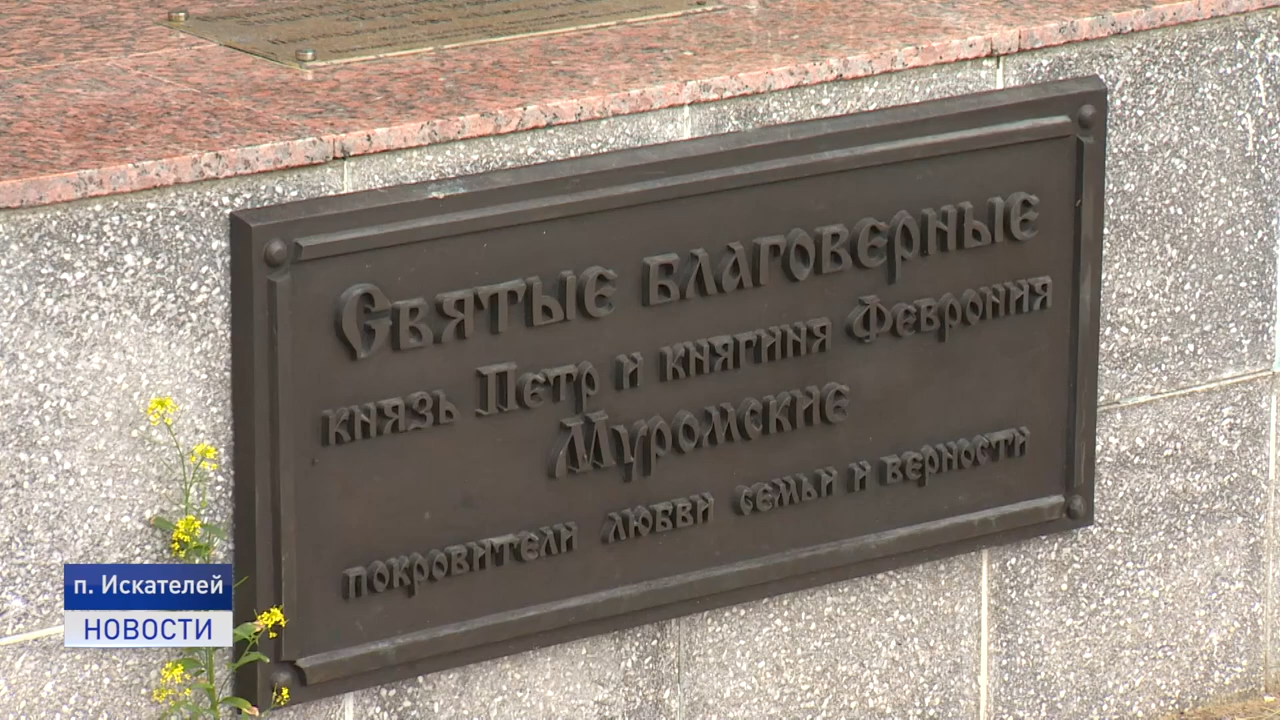 Святые благоверные
князь Петр и княгиня Феврония
Муромские
покровители любви семьи и верности
п. Искателей
НОВОСТИ